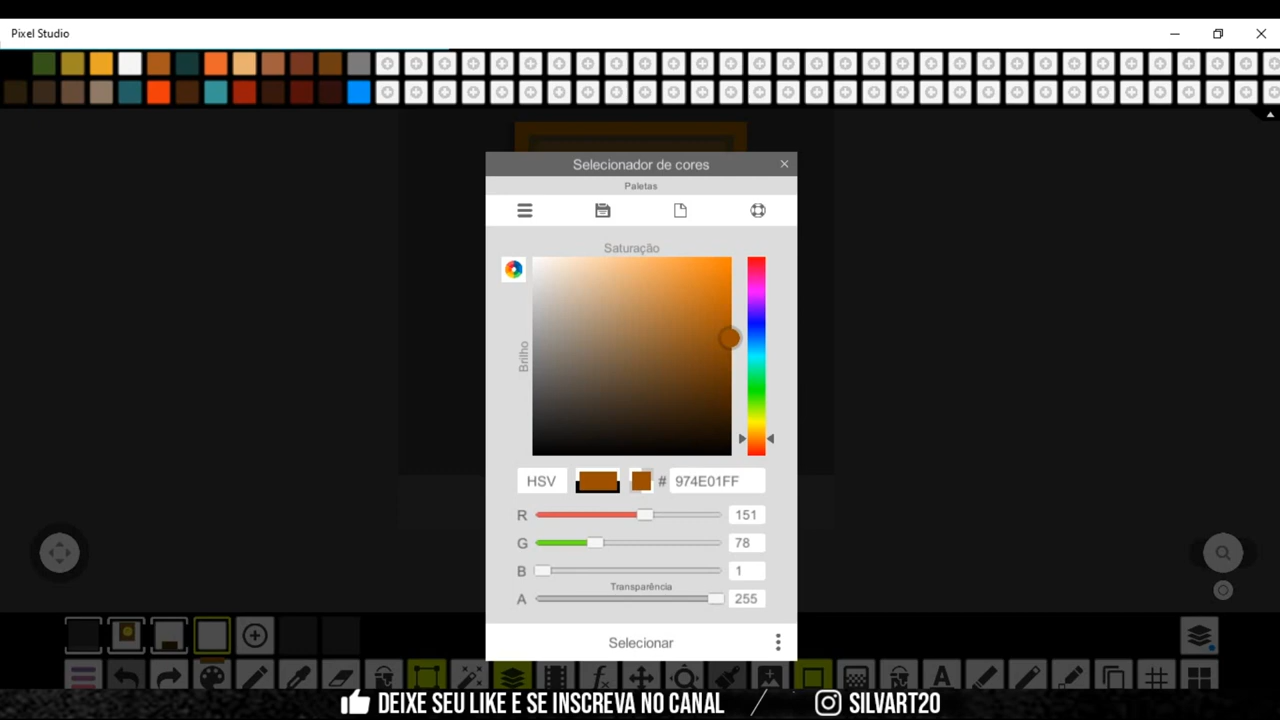 Pixel Studio
Selecionador de cores
Paletas
Saturação
Brilho
HSV # 974E01FF
R 151
G 78
B 1
Transparência
A 255
Selecionar
DEIXE SEU LIKE E SE INSCREVA NO CANAL / SILVART20